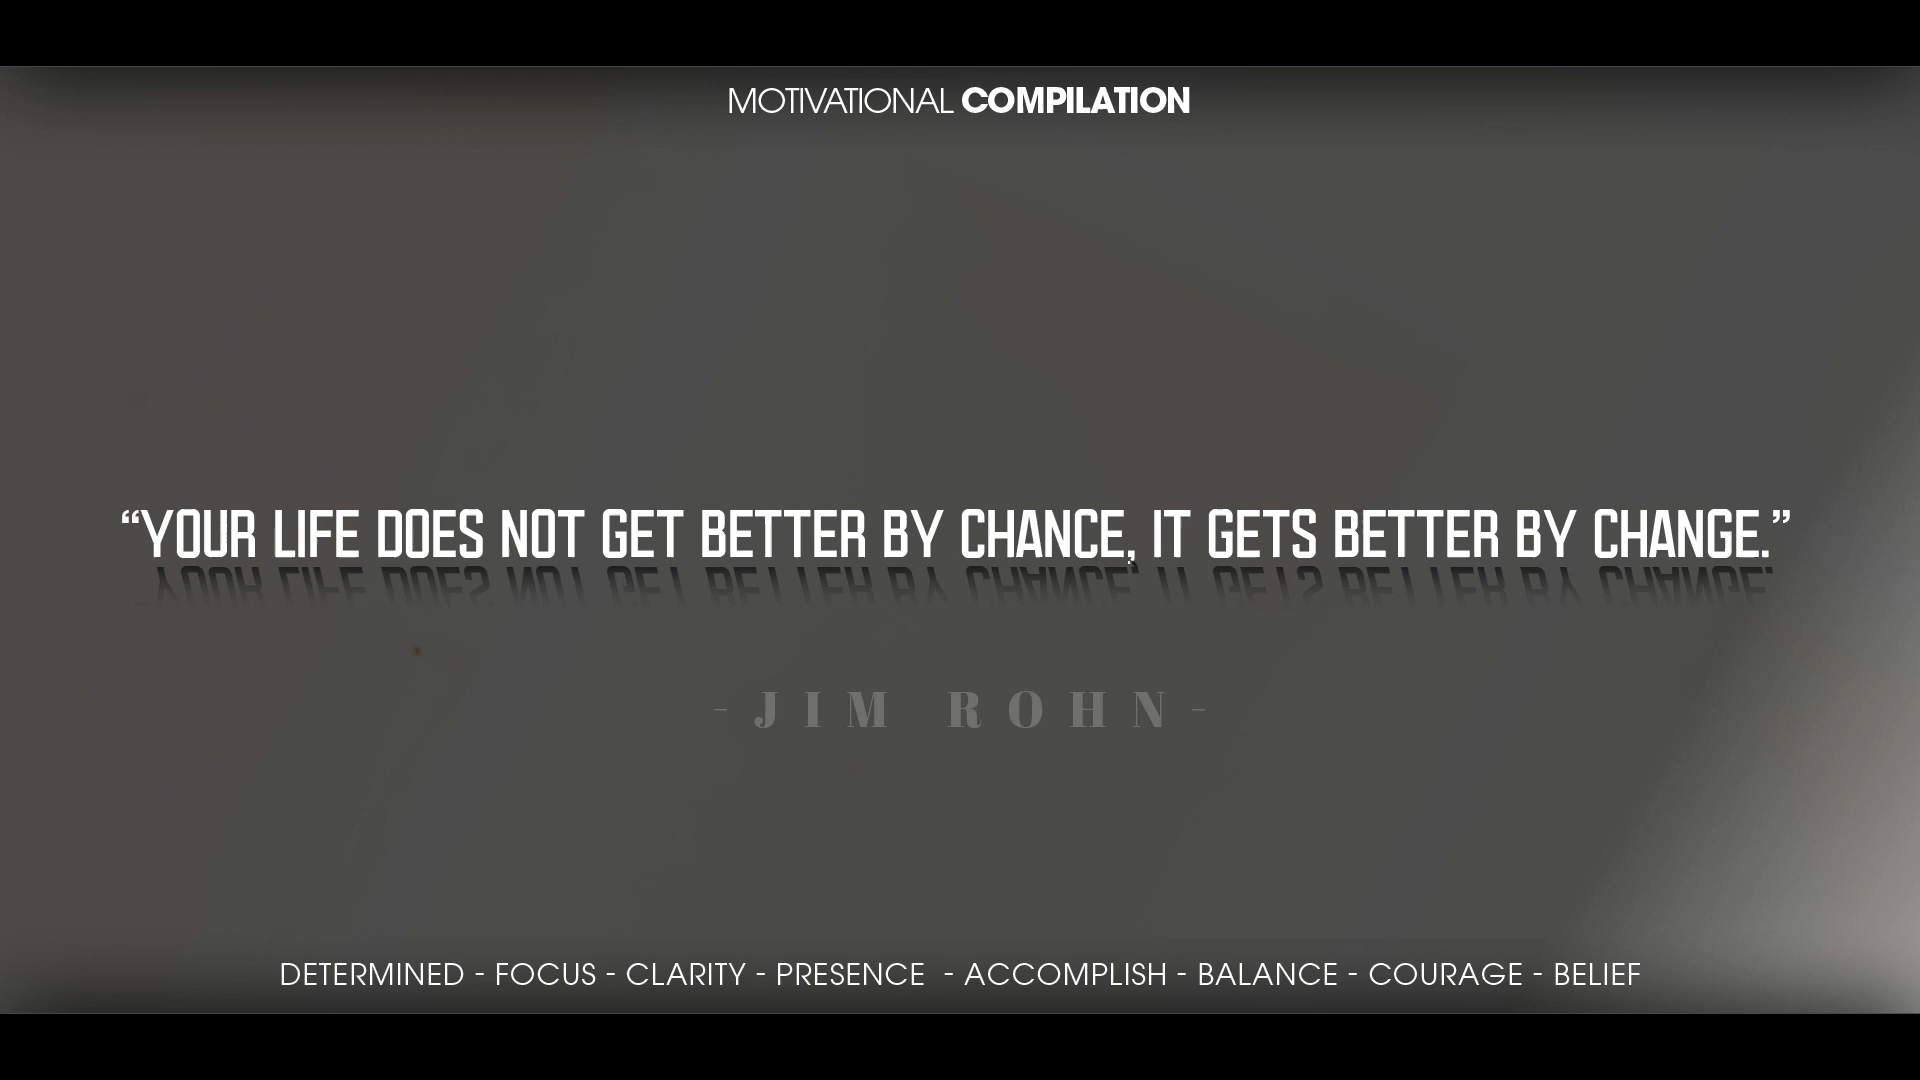 MOTIVATIONAL COMPILATION
“YOUR LIFE DOES NOT GET BETTER BY CHANCE, IT GETS BETTER BY CHANGE.”
- JIM ROHN -
DETERMINED - FOCUS - CLARITY - PRESENCE - ACCOMPLISH - BALANCE - COURAGE - BELIEF